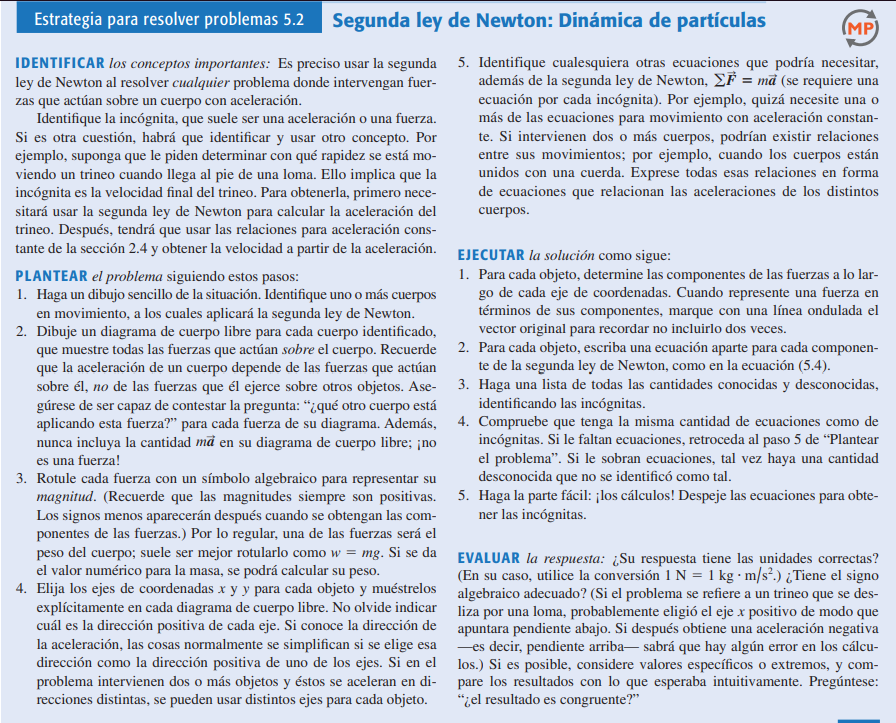 Estrategia para resolver problemas 5.2
Segunda ley de Newton: Dinámica de partículas
MP
IDENTIFICAR los conceptos importantes: Es preciso usar la segunda
ley de Newton al resolver cualquier problema donde intervengan fuer-
zas que actúan sobre un cuerpo con aceleración.
Identifique la incógnita, que suele ser una aceleración o una fuerza.
Si es otra cuestión, habrá que identificar y usar otro concepto. Por
ejemplo, suponga que le piden determinar con qué rapidez se está mo-
viendo un trineo cuando llega al pie de una loma. Ello implica que la
incógnita es la velocidad final del trineo. Para obtenerla, primero nece-
sitará usar la segunda ley de Newton para calcular la aceleración del
trineo. Después, tendrá que usar las relaciones para aceleración cons-
tante de la sección 2.4 y obtener la velocidad a partir de la aceleración.
PLANTEAR el problema siguiendo estos pasos:
1. Haga un dibujo sencillo de la situación. Identifique uno o más cuerpos
en movimiento, a los cuales aplicará la segunda ley de Newton.
2. Dibuje un diagrama de cuerpo libre para cada cuerpo identificado,
que muestre todas las fuerzas que actúan sobre el cuerpo. Recuerde
que la aceleración de un cuerpo depende de las fuerzas que actúan
sobre él, no de las fuerzas que él ejerce sobre otros objetos. Ase-
gúrese de ser capaz de contestar la pregunta: “¿qué otro cuerpo está
aplicando esta fuerza?” para cada fuerza de su diagrama. Además,
nunca incluya la cantidad ma⃗ en su diagrama de cuerpo libre; ¡no
es una fuerza!
3. Rotule cada fuerza con un símbolo algebraico para representar su
magnitud. (Recuerde que las magnitudes siempre son positivas.
Los signos menos aparecerán después cuando se obtengan las com-
ponentes de las fuerzas.) Por lo regular, una de las fuerzas será el
peso del cuerpo; suele ser mejor rotularlo como w = mg. Si se da
el valor numérico para la masa, se podrá calcular su peso.
4. Elija los ejes de coordenadas x y y para cada objeto y muéstrelos
explícitamente en cada diagrama de cuerpo libre. No olvide indicar
cuál es la dirección positiva de cada eje. Si conoce la dirección de
la aceleración, las cosas normalmente se simplifican si se elige esa
dirección como la dirección positiva de uno de los ejes. Si en el
problema intervienen dos o más objetos y éstos se aceleran en di-
recciones distintas, se pueden usar distintos ejes para cada objeto.
5. Identifique cualesquiera otras ecuaciones que podría necesitar,
además de la segunda ley de Newton, ΣF⃗ = ma⃗ (se requiere una
ecuación por cada incógnita). Por ejemplo, quizá necesite una o
más de las ecuaciones para movimiento con aceleración constan-
te. Si intervienen dos o más cuerpos, podrían existir relaciones
entre sus movimientos; por ejemplo, cuando los cuerpos están
unidos con una cuerda. Exprese todas esas relaciones en forma
de ecuaciones que relacionan las aceleraciones de los distintos
cuerpos.
EJECUTAR la solución como sigue:
1. Para cada objeto, determine las componentes de las fuerzas a lo lar-
go de cada eje de coordenadas. Cuando represente una fuerza en
términos de sus componentes, marque con una línea ondulada el
vector original para recordar no incluirlo dos veces.
2. Para cada objeto, escriba una ecuación aparte para cada componen-
te de la segunda ley de Newton, como en la ecuación (5.4).
3. Haga una lista de todas las cantidades conocidas y desconocidas,
identificando las incógnitas.
4. Compruebe que tenga la misma cantidad de ecuaciones como de
incógnitas. Si le faltan ecuaciones, retroceda al paso 5 de “Plantear
el problema”. Si le sobran ecuaciones, tal vez haya una cantidad
desconocida que no se identificó como tal.
5. Haga la parte fácil: ¡los cálculos! Despeje las ecuaciones para obte-
ner las incógnitas.
EVALUAR la respuesta: ¿Su respuesta tiene las unidades correctas?
(En su caso, utilice la conversión 1 N = 1 kg · m/s².) ¿Tiene el signo
algebraico adecuado? (Si el problema se refiere a un trineo que se des-
liza por una loma, probablemente eligió el eje x positivo de modo que
apuntara pendiente abajo. Si después obtiene una aceleración negativa
—es decir, pendiente arriba— sabrá que hay algún error en los cálcu-
los.) Si es posible, considere valores específicos o extremos, y com-
pare los resultados con lo que esperaba intuitivamente. Pregúntese:
“¿el resultado es congruente?”